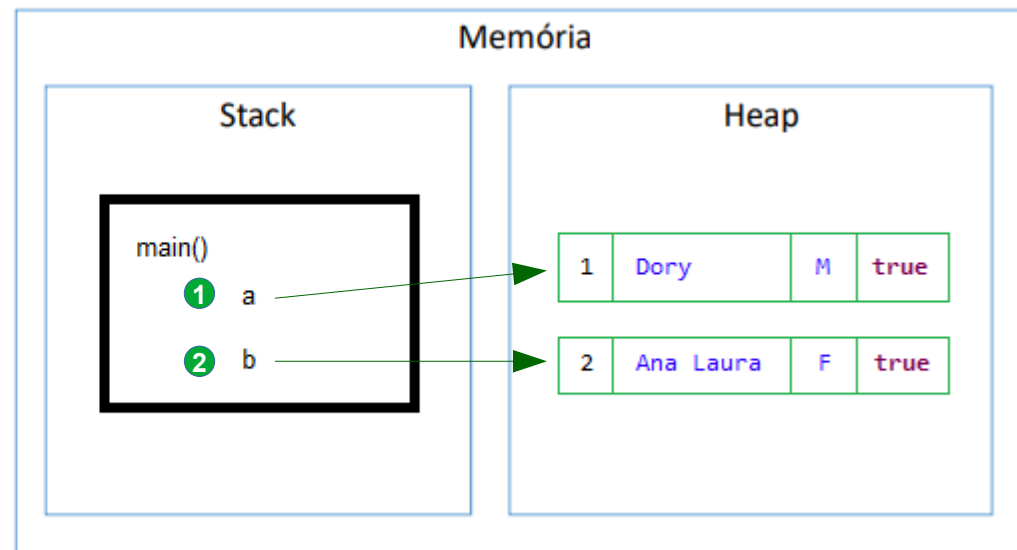 Memória
Stack
Heap
main()
1 a
2 b
1 Dory M true
2 Ana Laura F true